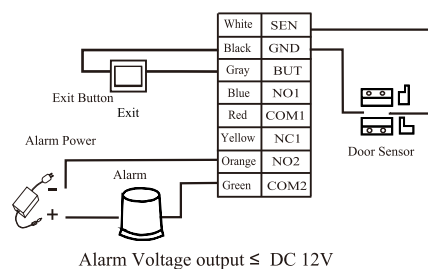 White SEN
Black GND
Gray BUT
Blue NO1
Red COM1
Yellow NC1
Orange NO2
Green COM2
Exit Button
Exit
Alarm Power
Alarm
- 
+
Door Sensor
Alarm Voltage output ≤ DC 12V